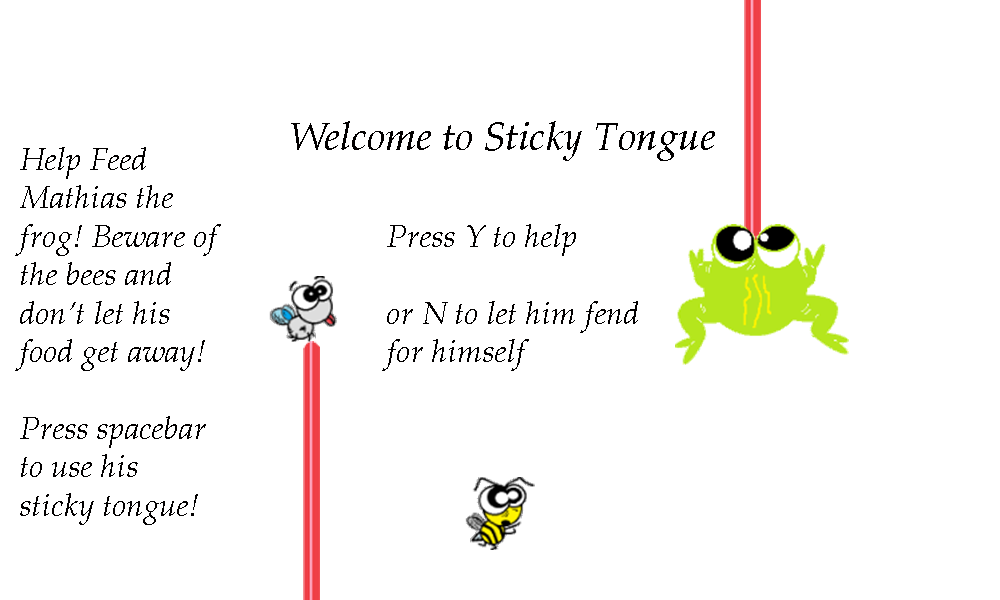 Welcome to Sticky Tongue
Help Feed
Mathias the
frog! Beware of
the bees and
don't let his
food get away!
Press spacebar
to use his
sticky tongue!
Press Y to help
or N to let him fend
for himself